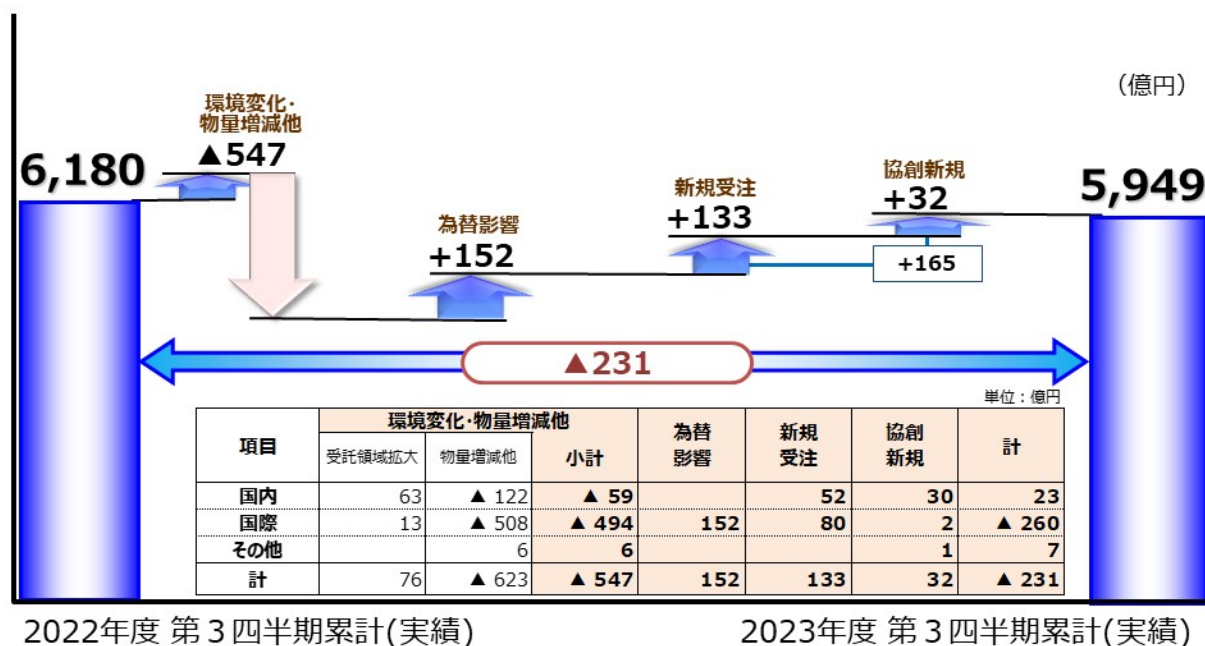 （億円）
環境変化・
物量増減他
▲547
6,180
為替影響
+152
新規受注
+133
協創新規
+32
+165
5,949
▲231
単位：億円
項目 環境変化・物量増減他 為替影響 新規受注 協創新規 計
受託領域拡大 物量増減他 小計
国内 63 ▲ 122 ▲ 59 52 30 23
国際 13 ▲ 508 ▲ 494 152 80 2 ▲ 260
その他 6 6 1 7
計 76 ▲ 623 ▲ 547 152 133 32 ▲ 231
2022年度 第３四半期累計(実績) 2023年度 第３四半期累計(実績)